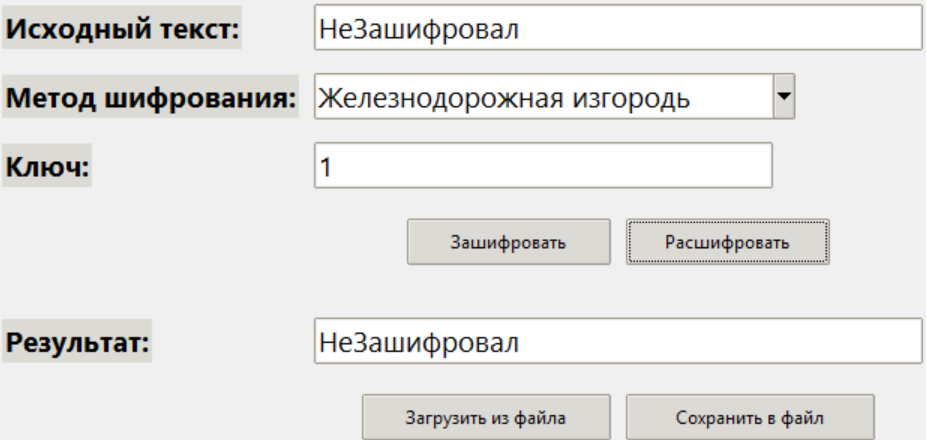 Исходный текст: НеЗашифровал
Метод шифрования: Железнодорожная изгородь
Ключ: 1
Зашифровать Расшифровать
Результат: НеЗашифровал
Загрузить из файла Сохранить в файл